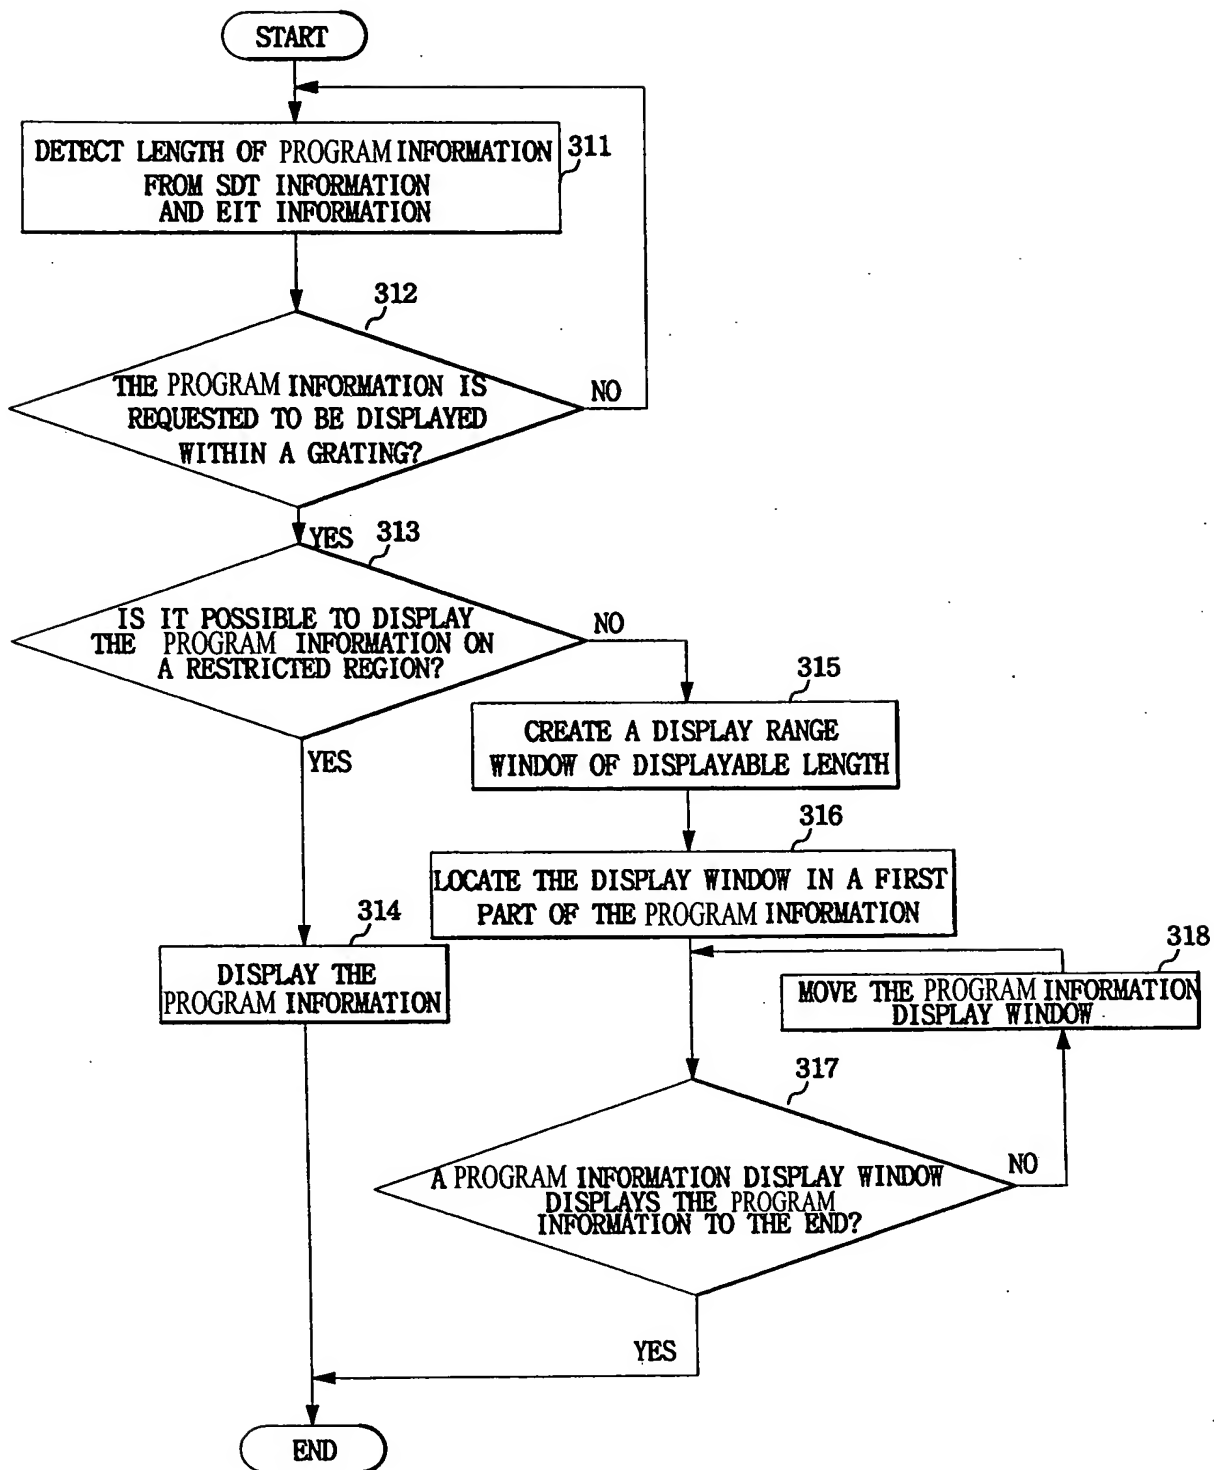 START
DETECT LENGTH OF PROGRAM INFORMATION
FROM SDT INFORMATION
AND EIT INFORMATION
311
312
THE PROGRAM INFORMATION IS
REQUESTED TO BE DISPLAYED
WITHIN A GRATING?
NO
YES
313
IS IT POSSIBLE TO DISPLAY
THE PROGRAM INFORMATION ON
A RESTRICTED REGION?
NO
YES
315
CREATE A DISPLAY RANGE
WINDOW OF DISPLAYABLE LENGTH
316
LOCATE THE DISPLAY WINDOW IN A FIRST
PART OF THE PROGRAM INFORMATION
314
DISPLAY THE
PROGRAM INFORMATION
318
MOVE THE PROGRAM INFORMATION
DISPLAY WINDOW
317
A PROGRAM INFORMATION DISPLAY WINDOW
DISPLAYS THE PROGRAM
INFORMATION TO THE END?
NO
YES
END